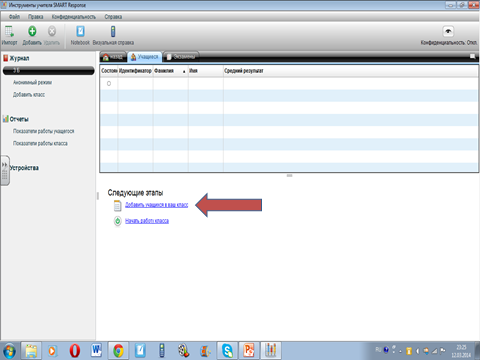 Инструменты учителя SMART Response
Файл Правка Конфиденциальность Справка
Импорт Добавить Удалить Notebook Визуальная справка Конфиденциальность: Откл
Журнал
Анонимный режим
Добавить класс
Отчеты
Показатели работы учащегося
Показатели работы класса
Устройства
Назад Учащиеся Экзамены
Состоян Идентификатор Фамилия Имя Средний результат
Следующие этапы
Добавить учащихся в ваш класс
Начать работу класса
RU 23:25
12.03.2014